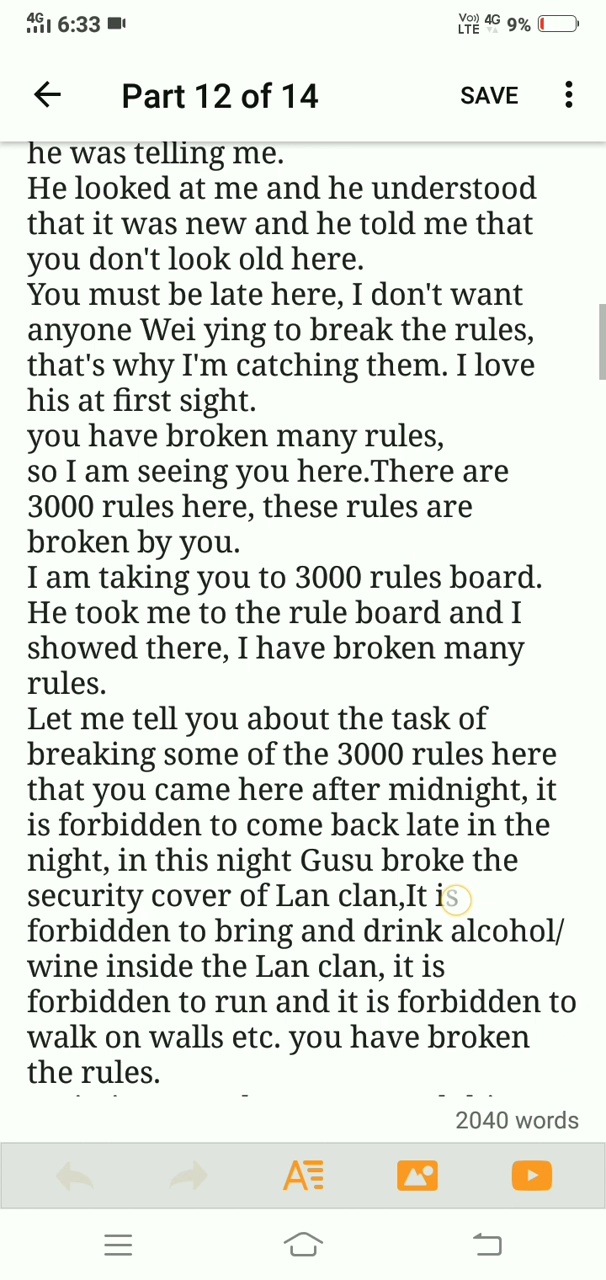 4G 6:33 Vo)) LTE 4G 9%
Part 12 of 14 SAVE
he was telling me.
He looked at me and he understood
that it was new and he told me that
you don't look old here.
You must be late here, I don't want
anyone Wei ying to break the rules,
that's why I'm catching them. I love
his at first sight.
you have broken many rules,
so I am seeing you here.There are
3000 rules here, these rules are
broken by you.
I am taking you to 3000 rules board.
He took me to the rule board and I
showed there, I have broken many
rules.
Let me tell you about the task of
breaking some of the 3000 rules here
that you came here after midnight, it
is forbidden to come back late in the
night, in this night Gusu broke the
security cover of Lan clan,It is
forbidden to bring and drink alcohol/
wine inside the Lan clan, it is
forbidden to run and it is forbidden to
walk on walls etc. you have broken
the rules.
2040 words
A